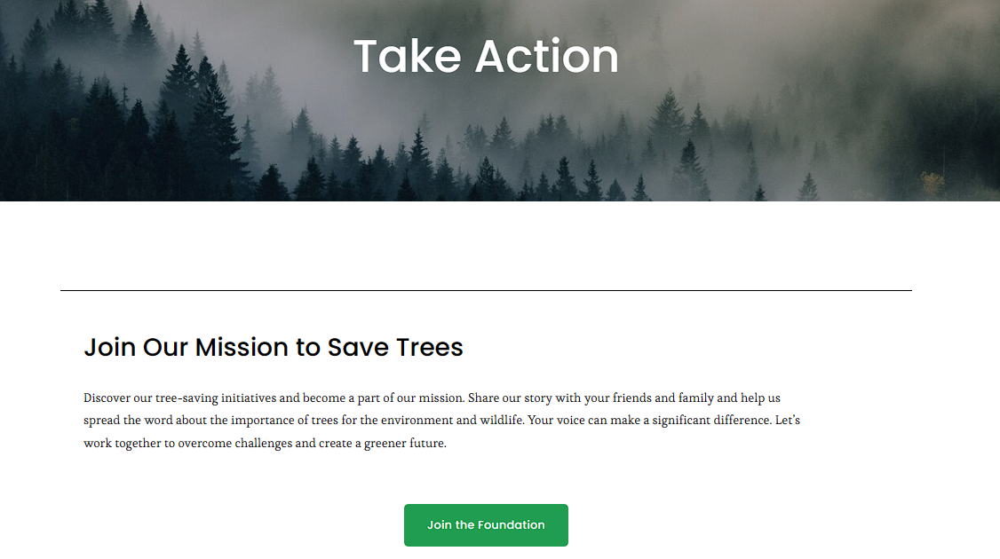 Take Action
Join Our Mission to Save Trees
Discover our tree-saving initiatives and become a part of our mission. Share our story with your friends and family and help us
spread the word about the importance of trees for the environment and wildlife. Your voice can make a significant difference. Let’s
work together to overcome challenges and create a greener future.
Join the Foundation